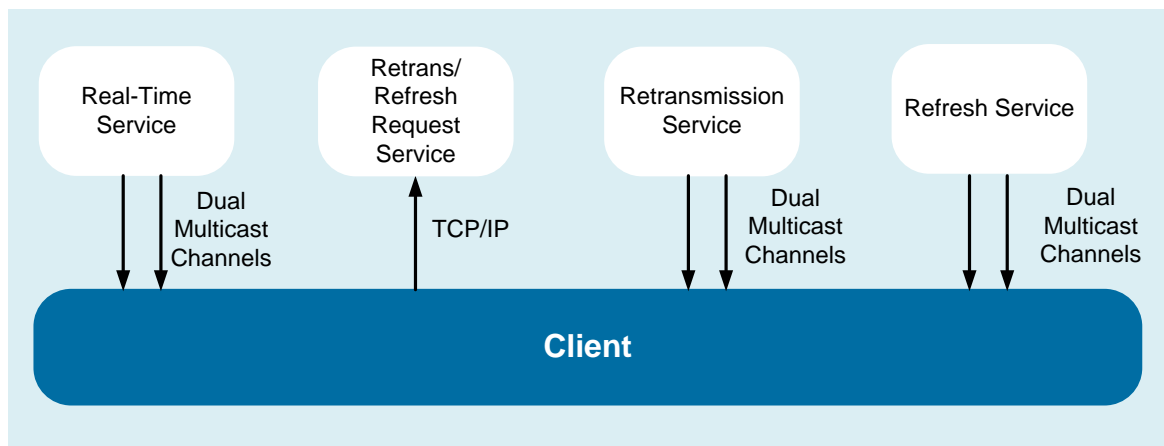 Real-Time
Service
Retrans/
Refresh
Request
Service
Retransmission
Service
Refresh Service
Dual
Multicast
Channels
TCP/IP
Dual
Multicast
Channels
Dual
Multicast
Channels
Client